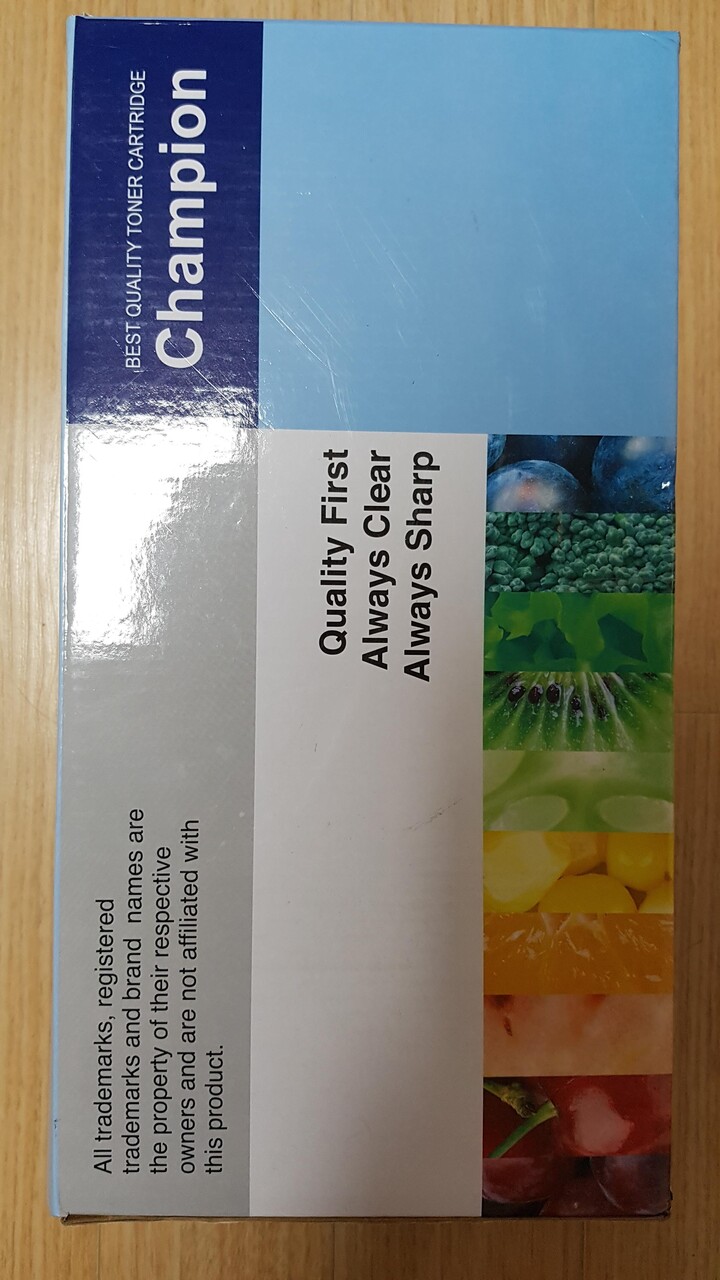 BEST QUALITY TONER CARTRIDGE
Champion
Quality First
Always Clear
Always Sharp
All trademarks, registered
trademarks and brand names are
the property of their respective
owners and are not affiliated with
this product.